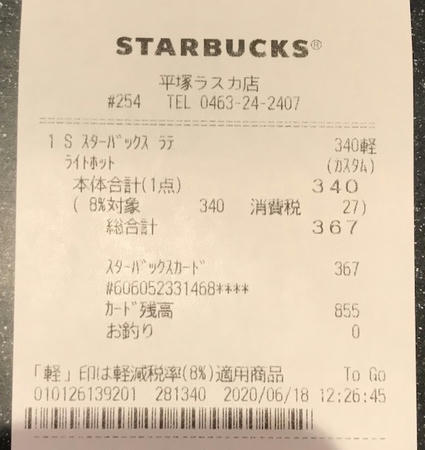 STARBUCKS®
平塚ラスカ店
#254 TEL 0463-24-2407
1 S ｽﾀｰﾊﾞｯｸｽ ﾗﾃ 340軽
ﾗｲﾄﾎｯﾄ (ｶｽﾀﾑ)
本体合計(1点) 340
( 8%対象 340 消費税 27)
総合計 367
ｽﾀｰﾊﾞｯｸｽｶｰﾄﾞ 367
#606052331468****
ｶｰﾄﾞ残高 855
お釣り 0
「軽」印は軽減税率(8%)適用商品 To Go
010126139201 281340 2020/06/18 12:26:45